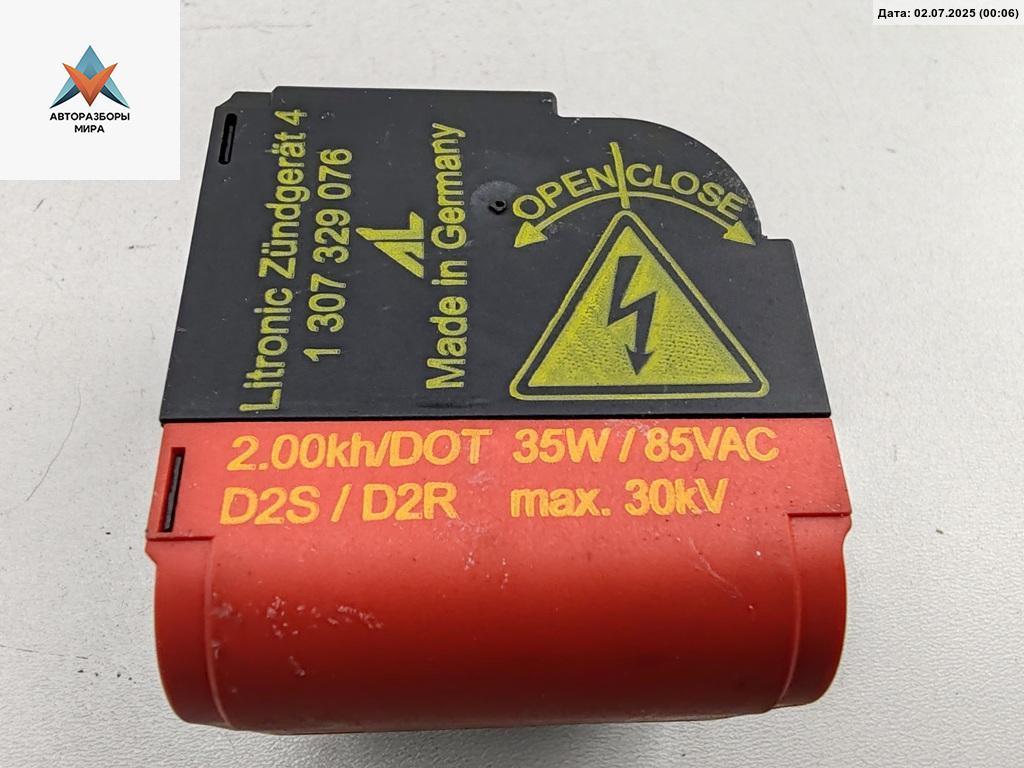 Дата: 02.07.2025 (00:06)
АВТОРАЗБОРЫ
МИРА
Litronic Zündgerät 4
1 307 329 076
AL
Made in Germany
OPEN CLOSE
2.00kh/DOT 35W / 85VAC
D2S / D2R max. 30kV